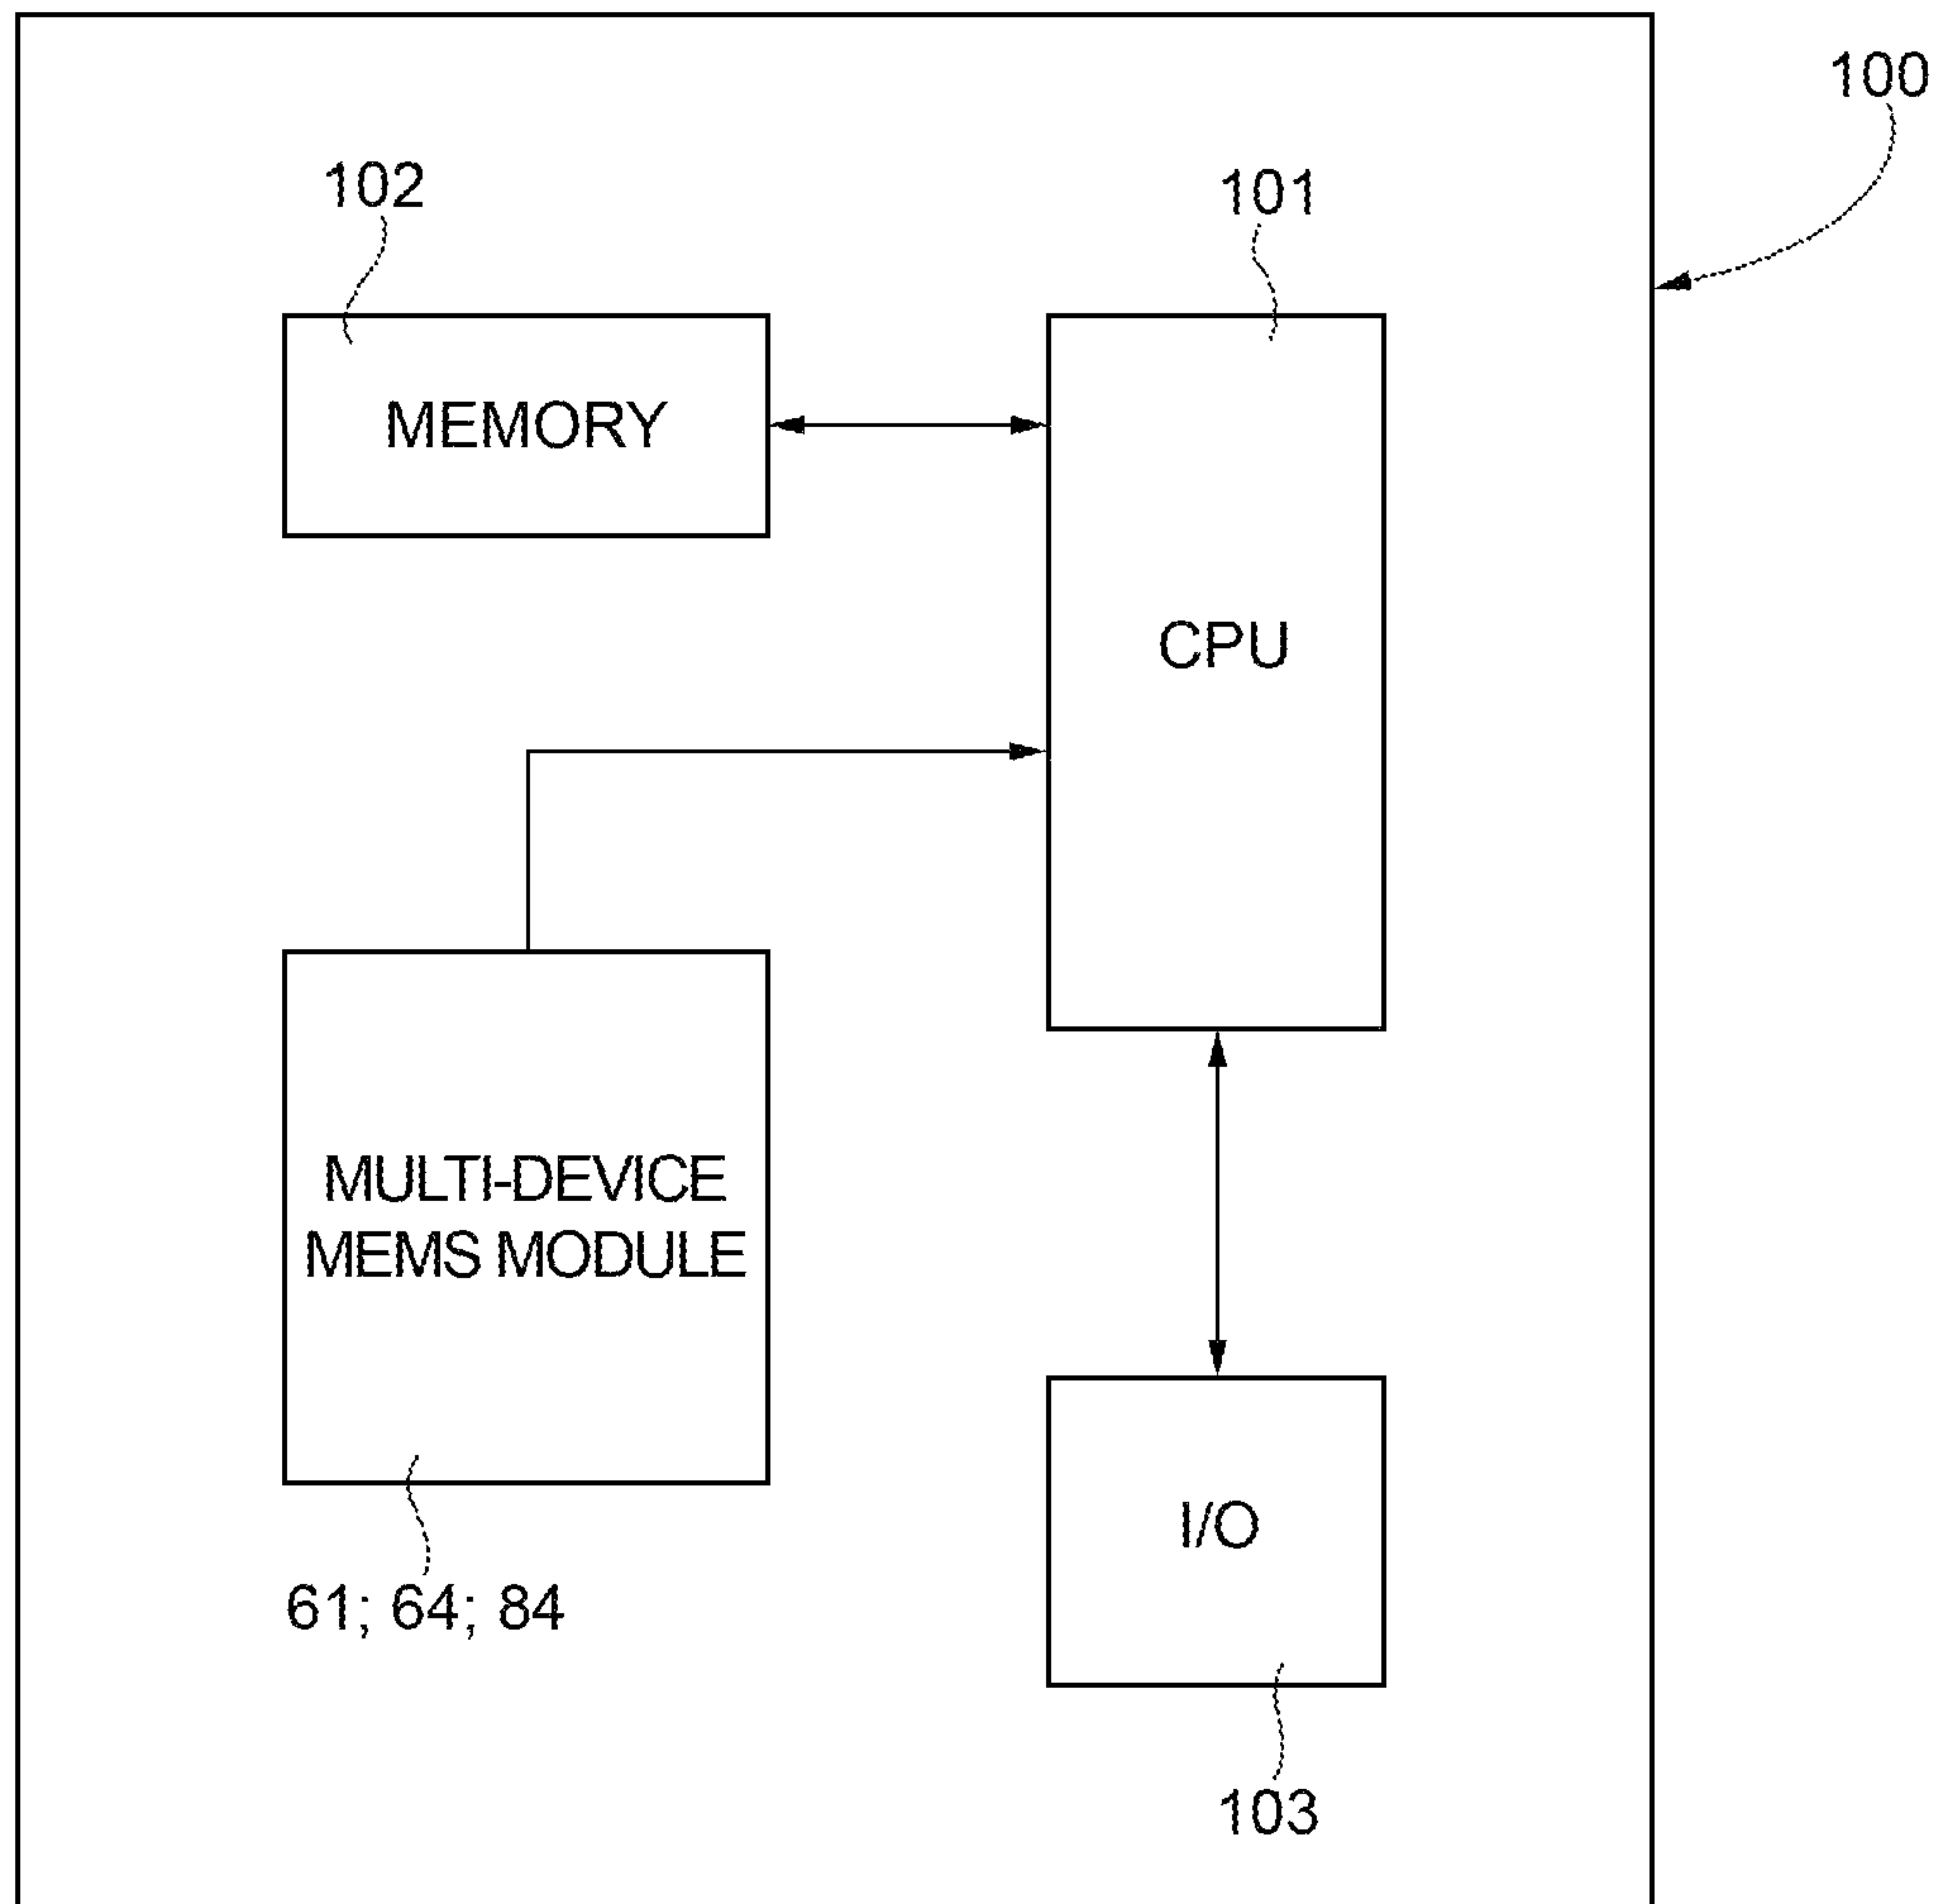 100
102
101
MEMORY
CPU
MULTI-DEVICE
MEMS MODULE
I/O
61; 64; 84
103